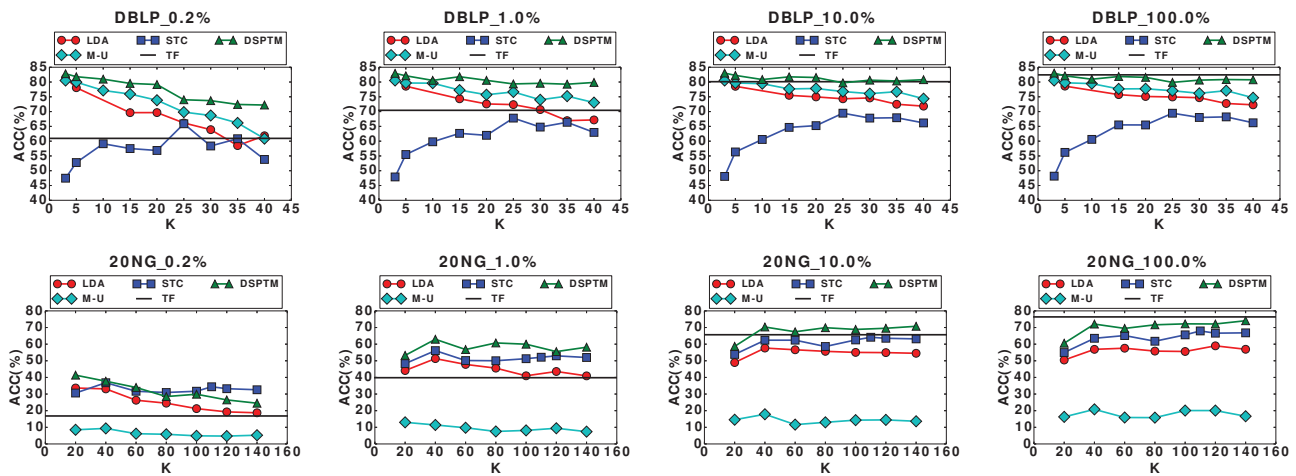 DBLP_0.2%
LDA STC DSPTM
M-U TF
ACC(%)
85
80
75
70
65
60
55
50
45
40
0 5 10 15 20 25 30 35 40 45
K
DBLP_1.0%
LDA STC DSPTM
M-U TF
ACC(%)
85
80
75
70
65
60
55
50
45
40
0 5 10 15 20 25 30 35 40 45
K
DBLP_10.0%
LDA STC DSPTM
M-U TF
ACC(%)
85
80
75
70
65
60
55
50
45
40
0 5 10 15 20 25 30 35 40 45
K
DBLP_100.0%
LDA STC DSPTM
M-U TF
ACC(%)
85
80
75
70
65
60
55
50
45
40
0 5 10 15 20 25 30 35 40 45
K
20NG_0.2%
LDA STC DSPTM
M-U TF
ACC(%)
80
70
60
50
40
30
20
10
0
0 20 40 60 80 100 120 140 160
K
20NG_1.0%
LDA STC DSPTM
M-U TF
ACC(%)
80
70
60
50
40
30
20
10
0
0 20 40 60 80 100 120 140 160
K
20NG_10.0%
LDA STC DSPTM
M-U TF
ACC(%)
80
70
60
50
40
30
20
10
0
0 20 40 60 80 100 120 140 160
K
20NG_100.0%
LDA STC DSPTM
M-U TF
ACC(%)
80
70
60
50
40
30
20
10
0
0 20 40 60 80 100 120 140 160
K